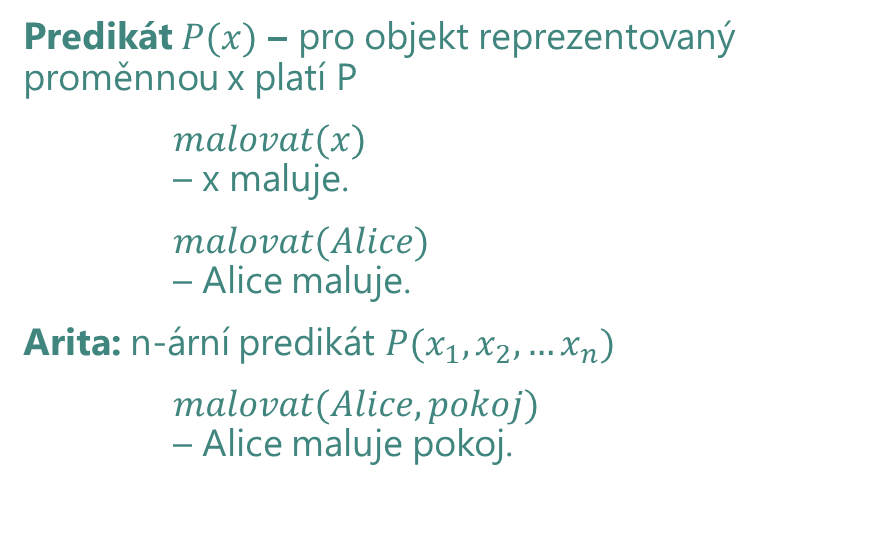 Predikát P(x) – pro objekt reprezentovaný
proměnnou x platí P
malovat(x)
– x maluje.
malovat(Alice)
– Alice maluje.
Arita: n-ární predikát P(x₁, x₂, … xₙ)
malovat(Alice, pokoj)
– Alice maluje pokoj.